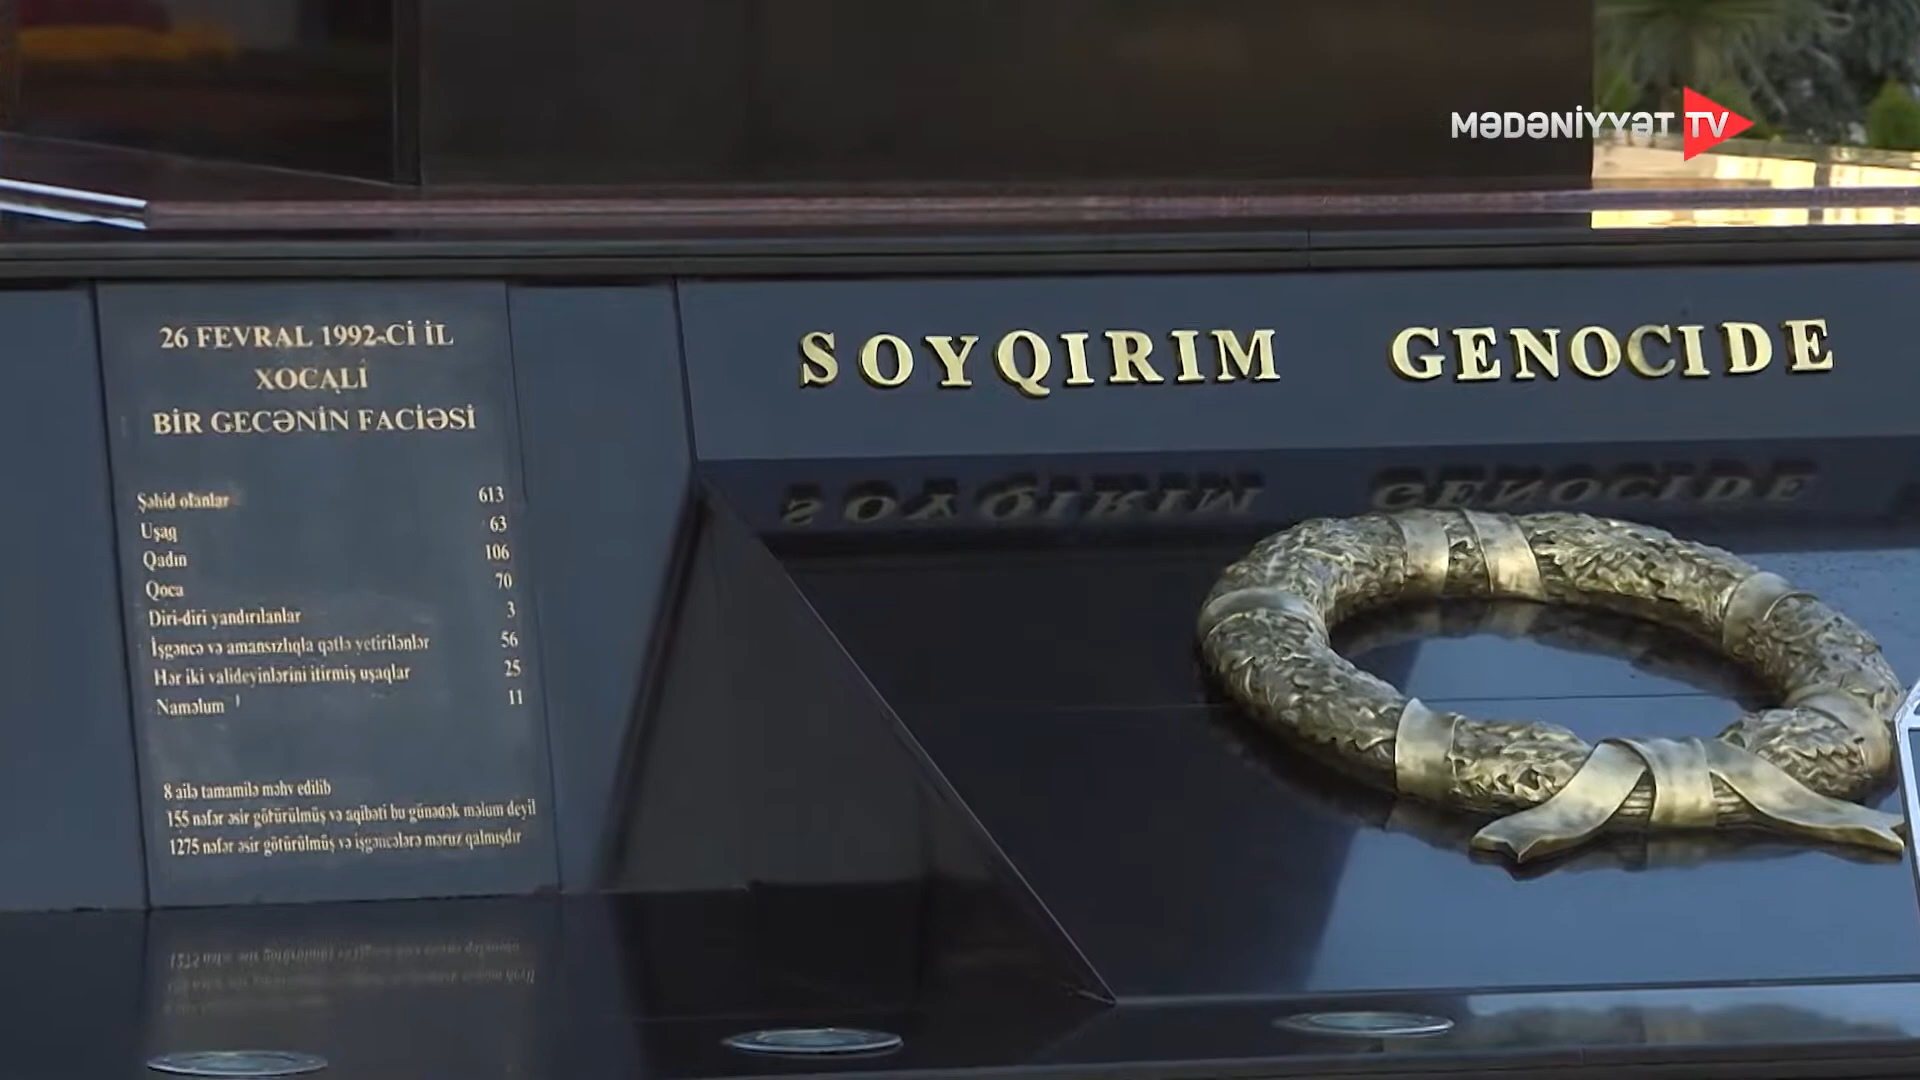 MƏDƏNİYYƏT TV
26 FEVRAL 1992-Cİ İL
XOCALİ
BİR GECƏNİN FACİƏSİ
Şəhid olanlar 613
Uşaq 63
Qadın 106
Qoca 70
Diri-diri yandırılanlar 3
İşgəncə və amansızlıqla qətlə yetirilənlər 56
Hər iki valideyinlərini itirmiş uşaqlar 25
Naməlum 11
8 ailə tamamilə məhv edilib
155 nəfər əsir götürülmüş və aqibəti bu günədək məlum deyil
1275 nəfər əsir götürülmüş və işgəncələrə məruz qalmışdır
SOYQIRIM GENOCIDE